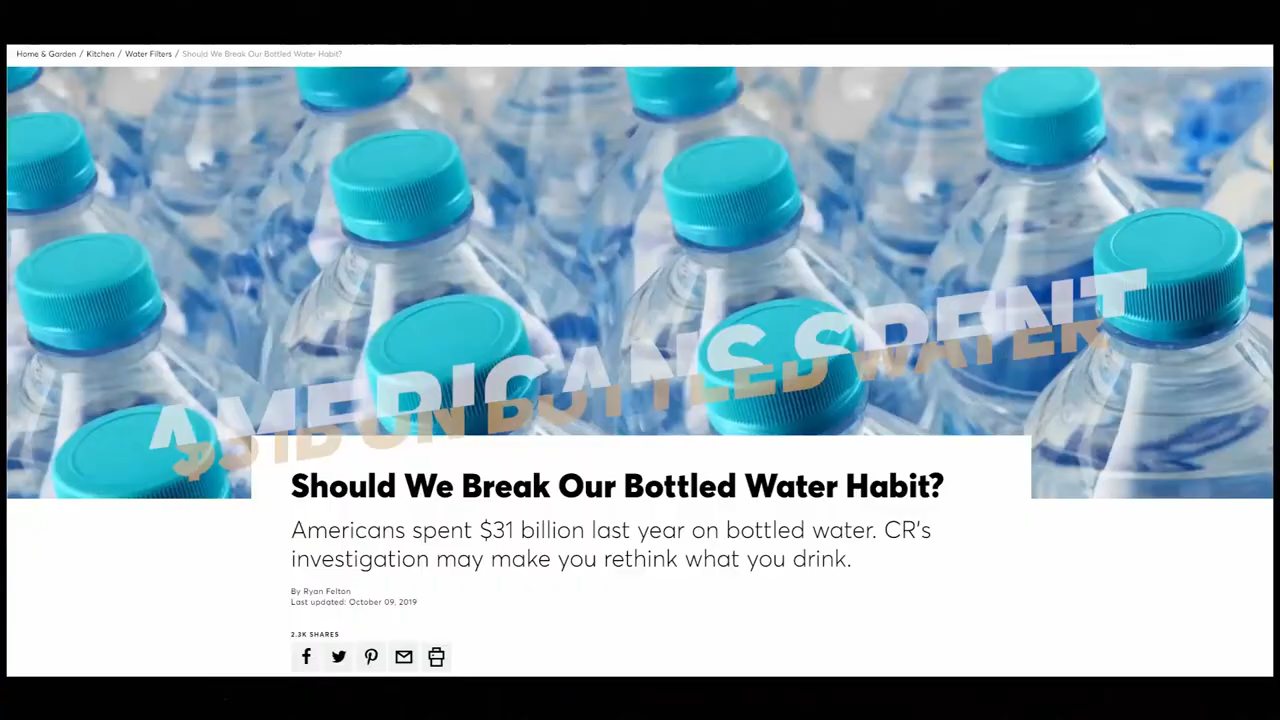 Home & Garden / Kitchen / Water Filters / Should We Break Our Bottled Water Habit?
AMERICANS SPENT
$31B ON BOTTLED WATER
Should We Break Our Bottled Water Habit?
Americans spent $31 billion last year on bottled water. CR's
investigation may make you rethink what you drink.
By Ryan Felton
Last updated: October 09, 2019
2.3K SHARES